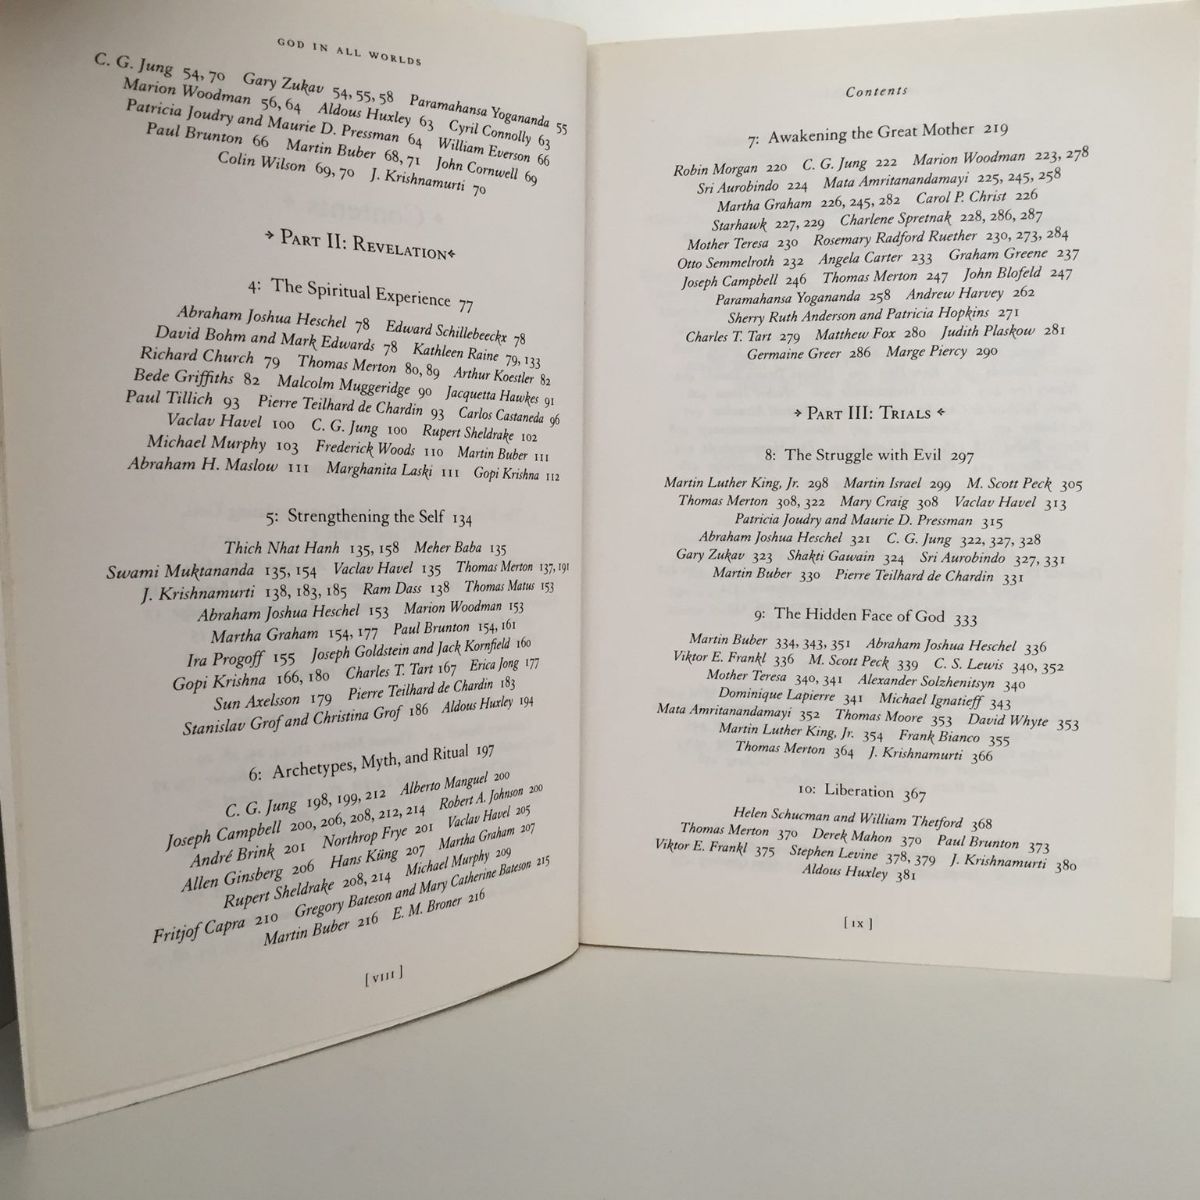 GOD IN ALL WORLDS
C. G. Jung 54, 70 Gary Zukav 54, 55, 58 Paramahansa Yogananda 55
Marion Woodman 56, 64 Aldous Huxley 63 Cyril Connolly 63
Patricia Joudry and Maurie D. Pressman 64 William Everson 66
Paul Brunton 66 Martin Buber 68, 71 John Cornwell 69
Colin Wilson 69, 70 J. Krishnamurti 70
PART II: REVELATION
4: The Spiritual Experience 77
Abraham Joshua Heschel 78 Edward Schillebeeckx 78
David Bohm and Mark Edwards 78 Kathleen Raine 79, 133
Richard Church 79 Thomas Merton 80, 89 Arthur Koestler 82
Bede Griffiths 82 Malcolm Muggeridge 90 Jacquetta Hawkes 91
Paul Tillich 93 Pierre Teilhard de Chardin 93 Carlos Castaneda 96
Vaclav Havel 100 C. G. Jung 100 Rupert Sheldrake 102
Michael Murphy 103 Frederick Woods 110 Martin Buber 111
Abraham H. Maslow 111 Marghanita Laski 111 Gopi Krishna 112
5: Strengthening the Self 134
Thich Nhat Hanh 135, 158 Meher Baba 135
Swami Muktananda 135, 154 Vaclav Havel 135 Thomas Merton 137, 191
J. Krishnamurti 138, 183, 185 Ram Dass 138 Thomas Matus 153
Abraham Joshua Heschel 153 Marion Woodman 153
Martha Graham 154, 177 Paul Brunton 154, 161
Ira Progoff 155 Joseph Goldstein and Jack Kornfield 160
Gopi Krishna 166, 180 Charles T. Tart 167 Erica Jong 177
Sun Axelsson 179 Pierre Teilhard de Chardin 183
Stanislav Grof and Christina Grof 186 Aldous Huxley 194
6: Archetypes, Myth, and Ritual 197
C. G. Jung 198, 199, 212 Alberto Manguel 200
Joseph Campbell 200, 206, 208, 212, 214 Robert A. Johnson 200
André Brink 201 Northrop Frye 201 Vaclav Havel 205
Allen Ginsberg 206 Hans Küng 207 Martha Graham 207
Rupert Sheldrake 208, 214 Michael Murphy 209
Fritjof Capra 210 Gregory Bateson and Mary Catherine Bateson 215
Martin Buber 216 E. M. Broner 216
[ VIII ]
Contents
7: Awakening the Great Mother 219
Robin Morgan 220 C. G. Jung 222 Marion Woodman 223, 278
Sri Aurobindo 224 Mata Amritanandamayi 225, 245, 258
Martha Graham 226, 245, 282 Carol P. Christ 226
Starhawk 227, 229 Charlene Spretnak 228, 286, 287
Mother Teresa 230 Rosemary Radford Ruether 230, 273, 284
Otto Semmelroth 232 Angela Carter 233 Graham Greene 237
Joseph Campbell 246 Thomas Merton 247 John Blofeld 247
Paramahansa Yogananda 258 Andrew Harvey 262
Sherry Ruth Anderson and Patricia Hopkins 271
Charles T. Tart 279 Matthew Fox 280 Judith Plaskow 281
Germaine Greer 286 Marge Piercy 290
PART III: TRIALS
8: The Struggle with Evil 297
Martin Luther King, Jr. 298 Martin Israel 299 M. Scott Peck 305
Thomas Merton 308, 322 Mary Craig 308 Vaclav Havel 313
Patricia Joudry and Maurie D. Pressman 315
Abraham Joshua Heschel 321 C. G. Jung 322, 327, 328
Gary Zukav 323 Shakti Gawain 324 Sri Aurobindo 327, 331
Martin Buber 330 Pierre Teilhard de Chardin 331
9: The Hidden Face of God 333
Martin Buber 334, 343, 351 Abraham Joshua Heschel 336
Viktor E. Frankl 336 M. Scott Peck 339 C. S. Lewis 340, 352
Mother Teresa 340, 341 Alexander Solzhenitsyn 340
Dominique Lapierre 341 Michael Ignatieff 343
Mata Amritanandamayi 352 Thomas Moore 353 David Whyte 353
Martin Luther King, Jr. 354 Frank Bianco 355
Thomas Merton 364 J. Krishnamurti 366
10: Liberation 367
Helen Schucman and William Thetford 368
Thomas Merton 370 Derek Mahon 370 Paul Brunton 373
Viktor E. Frankl 375 Stephen Levine 378, 379 J. Krishnamurti 380
Aldous Huxley 381
[ IX ]